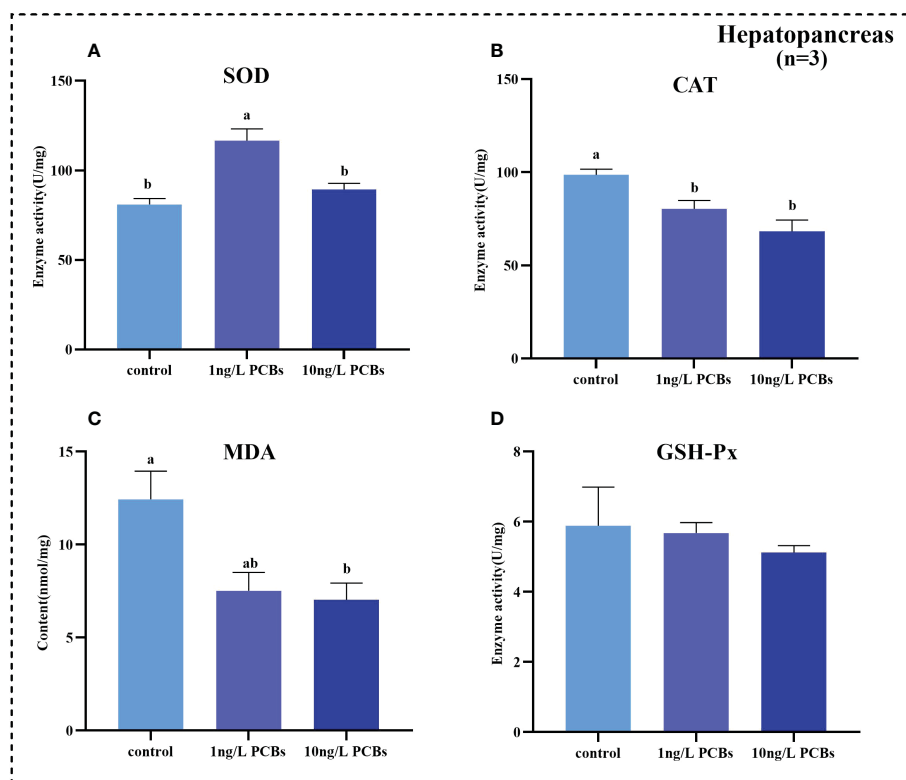 Hepatopancreas
(n=3)
A
SOD
Enzyme activity(U/mg)
150
100
50
0
b
a
b
control
1ng/L PCBs
10ng/L PCBs
B
CAT
Enzyme activity(U/mg)
150
100
50
0
a
b
b
control
1ng/L PCBs
10ng/L PCBs
C
MDA
Content(nmol/mg)
15
10
5
0
a
ab
b
control
1ng/L PCBs
10ng/L PCBs
D
GSH-Px
Enzyme activity(U/mg)
8
6
4
2
0
control
1ng/L PCBs
10ng/L PCBs